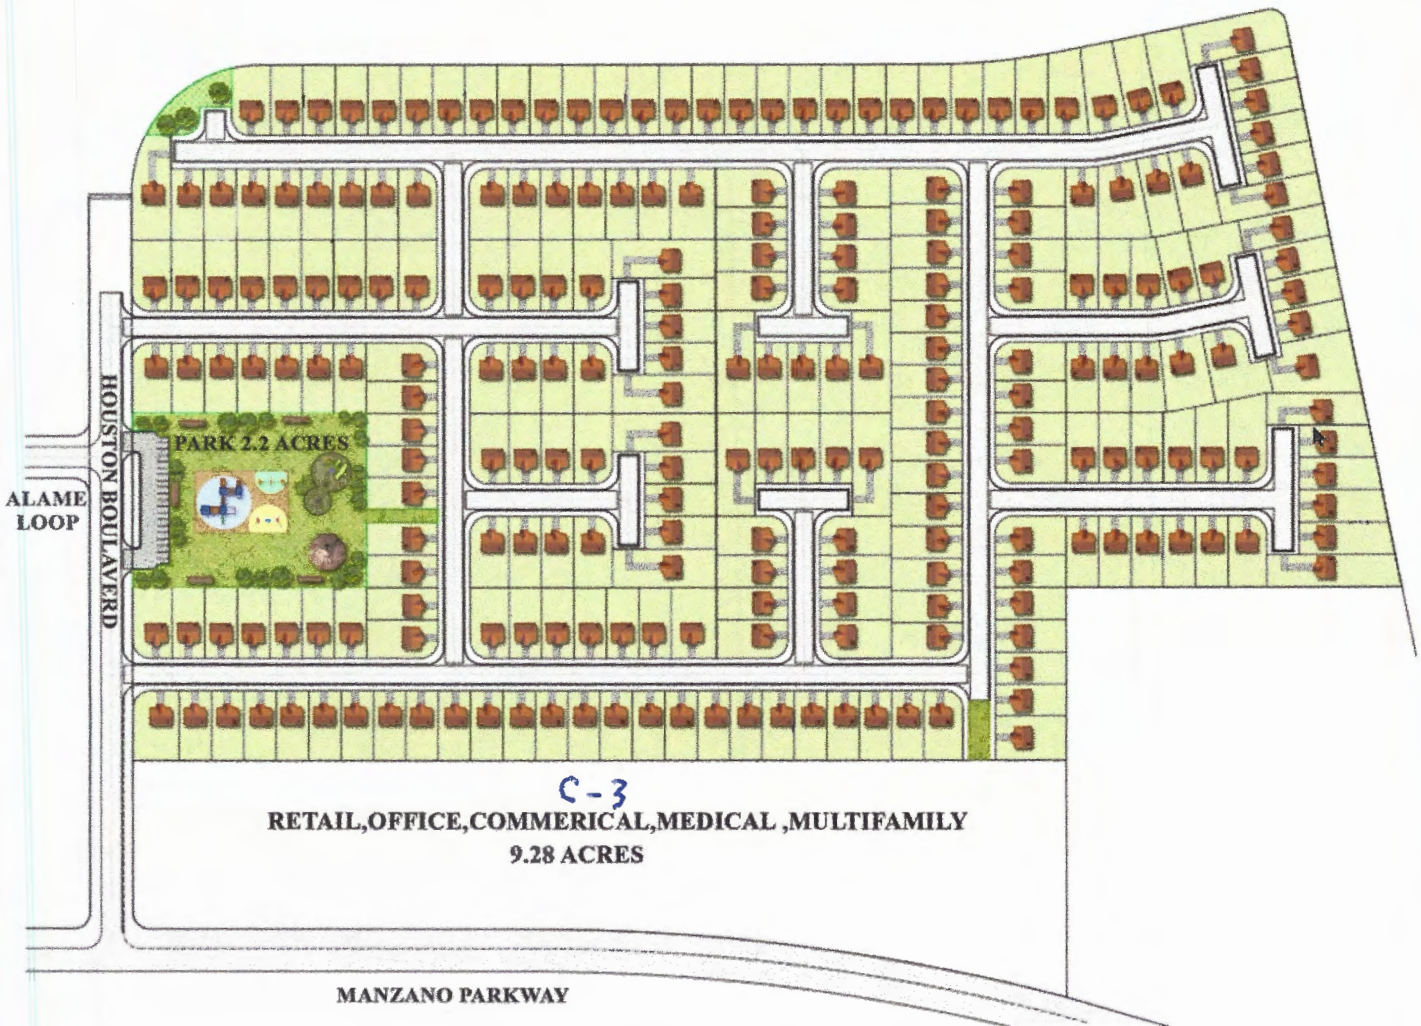 PARK 2.2 ACRES
HOUSTON BOULAVERD
ALAME
LOOP
C-3
RETAIL,OFFICE,COMMERICAL,MEDICAL ,MULTIFAMILY
9.28 ACRES
MANZANO PARKWAY